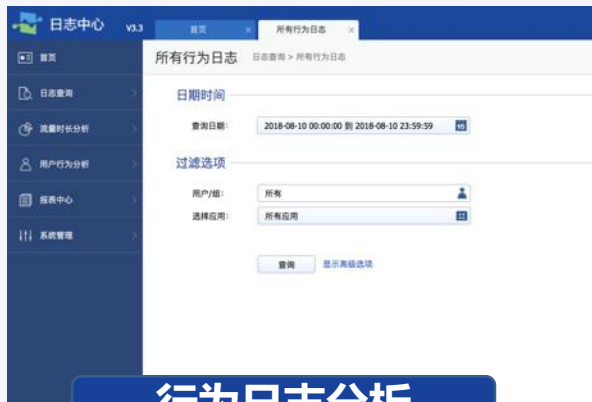 日志中心 V3.3
首页 ×
所有行为日志 ×
首页
日志查询
流量时长分析
用户行为分析
报表中心
系统管理
所有行为日志 日志查询 > 所有行为日志
日期时间
查询日期: 2018-08-10 00:00:00 到 2018-08-10 23:59:59
过滤选项
用户/组: 所有
选择应用: 所有应用
查询 显示高级选项
行为日志分析